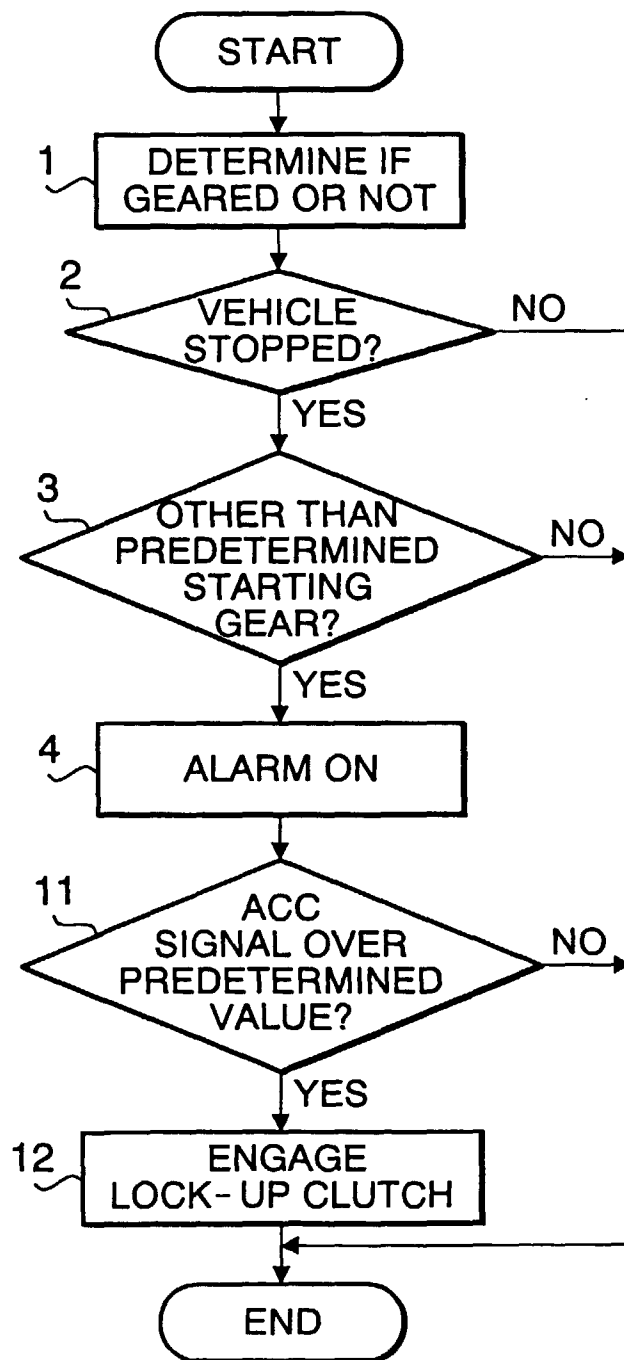 START
1
DETERMINE IF
GEARED OR NOT
2
VEHICLE
STOPPED?
NO
YES
3
OTHER THAN
PREDETERMINED
STARTING
GEAR?
NO
YES
4
ALARM ON
11
ACC
SIGNAL OVER
PREDETERMINED
VALUE?
NO
YES
12
ENGAGE
LOCK-UP CLUTCH
END